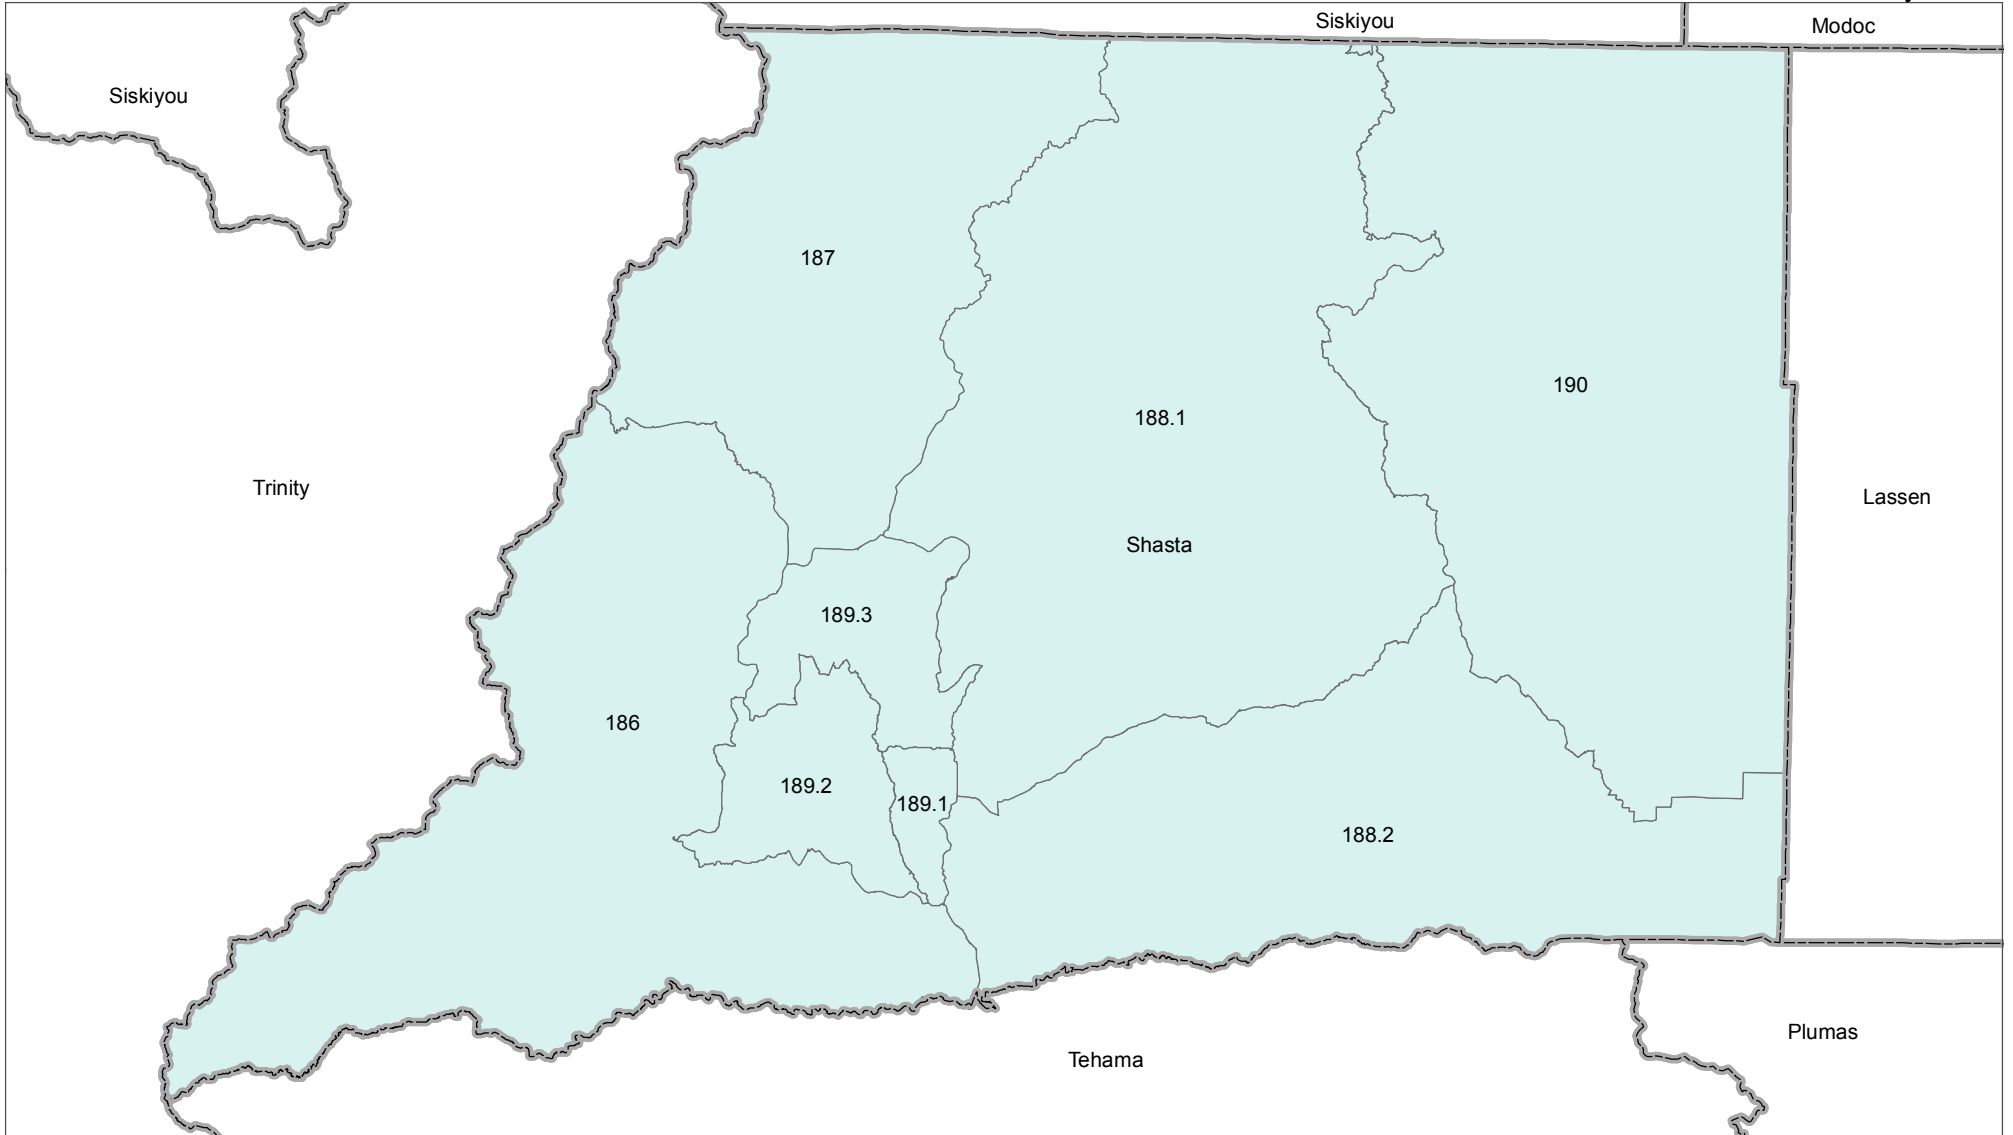 Siskiyou
Modoc
Siskiyou
187
190
188.1
Trinity
Lassen
Shasta
189.3
186
189.2
189.1
188.2
Plumas
Tehama